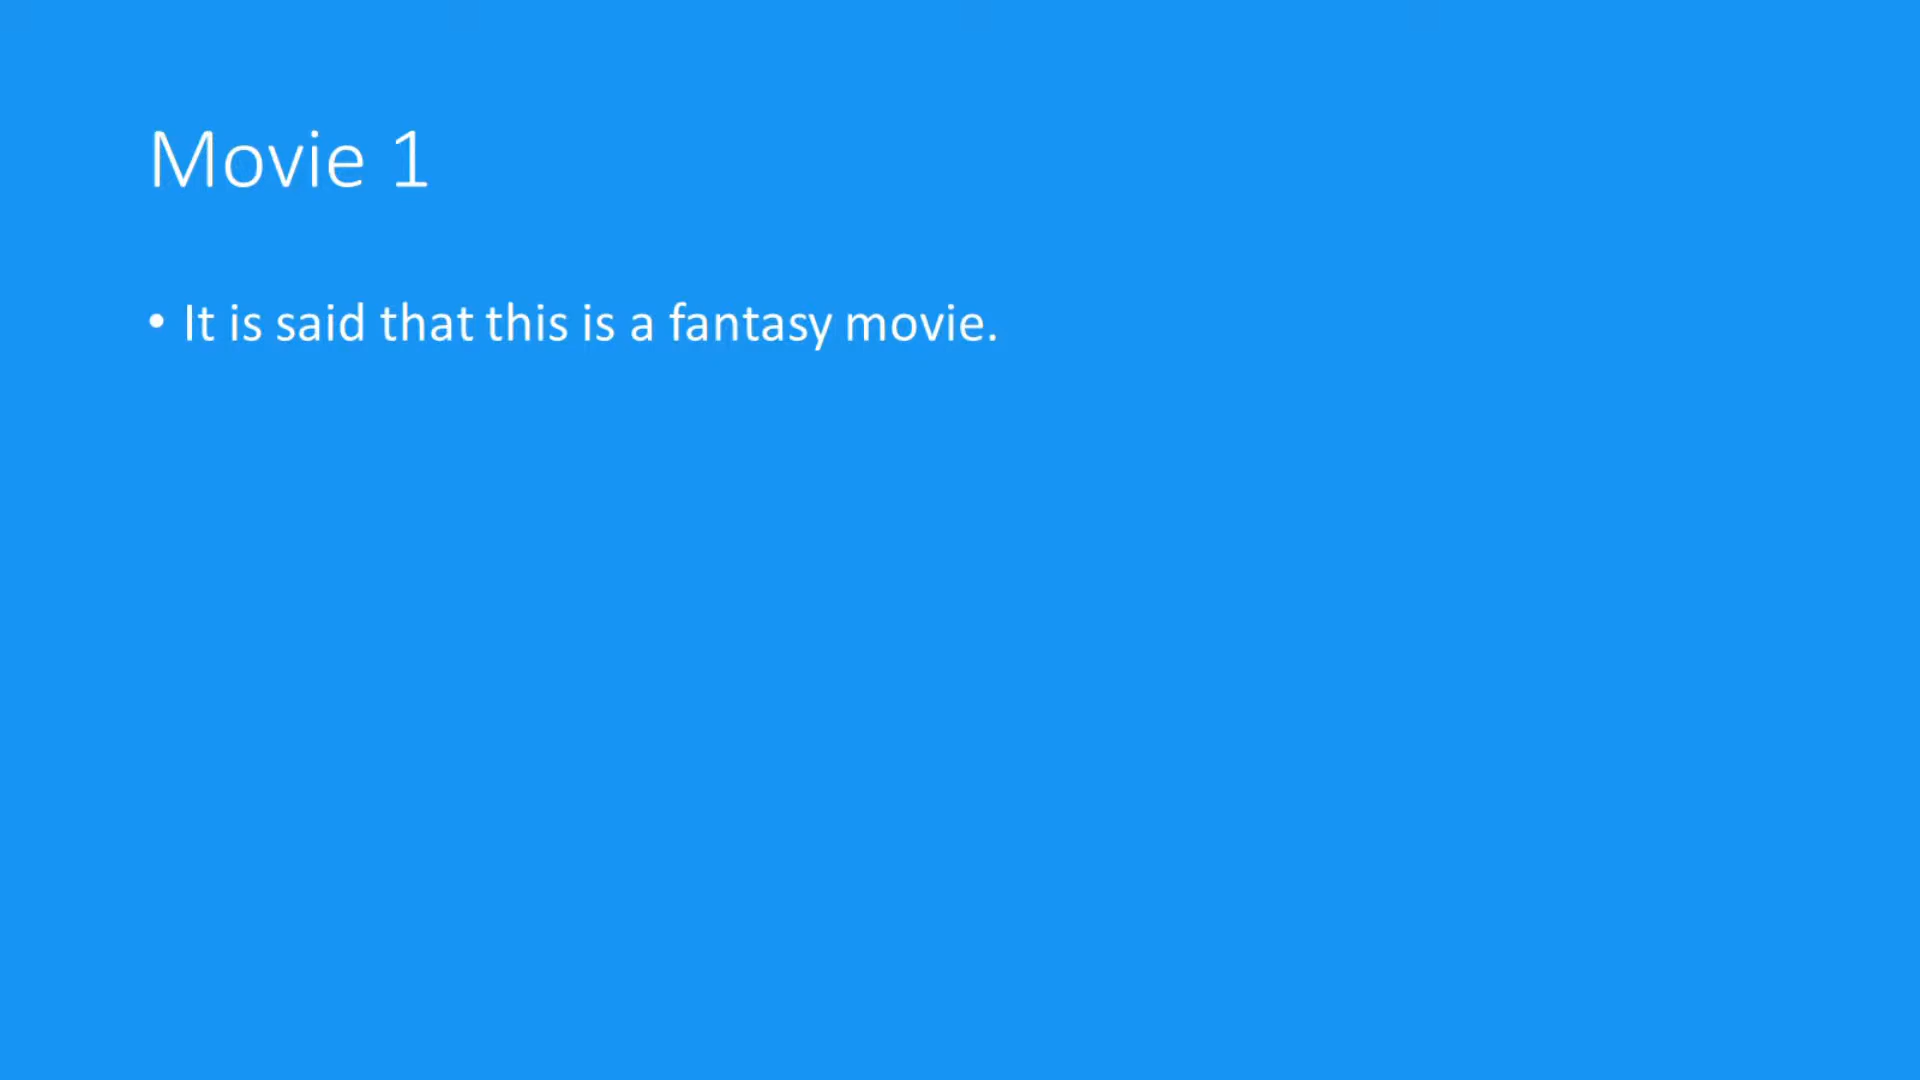 Movie 1
• It is said that this is a fantasy movie.